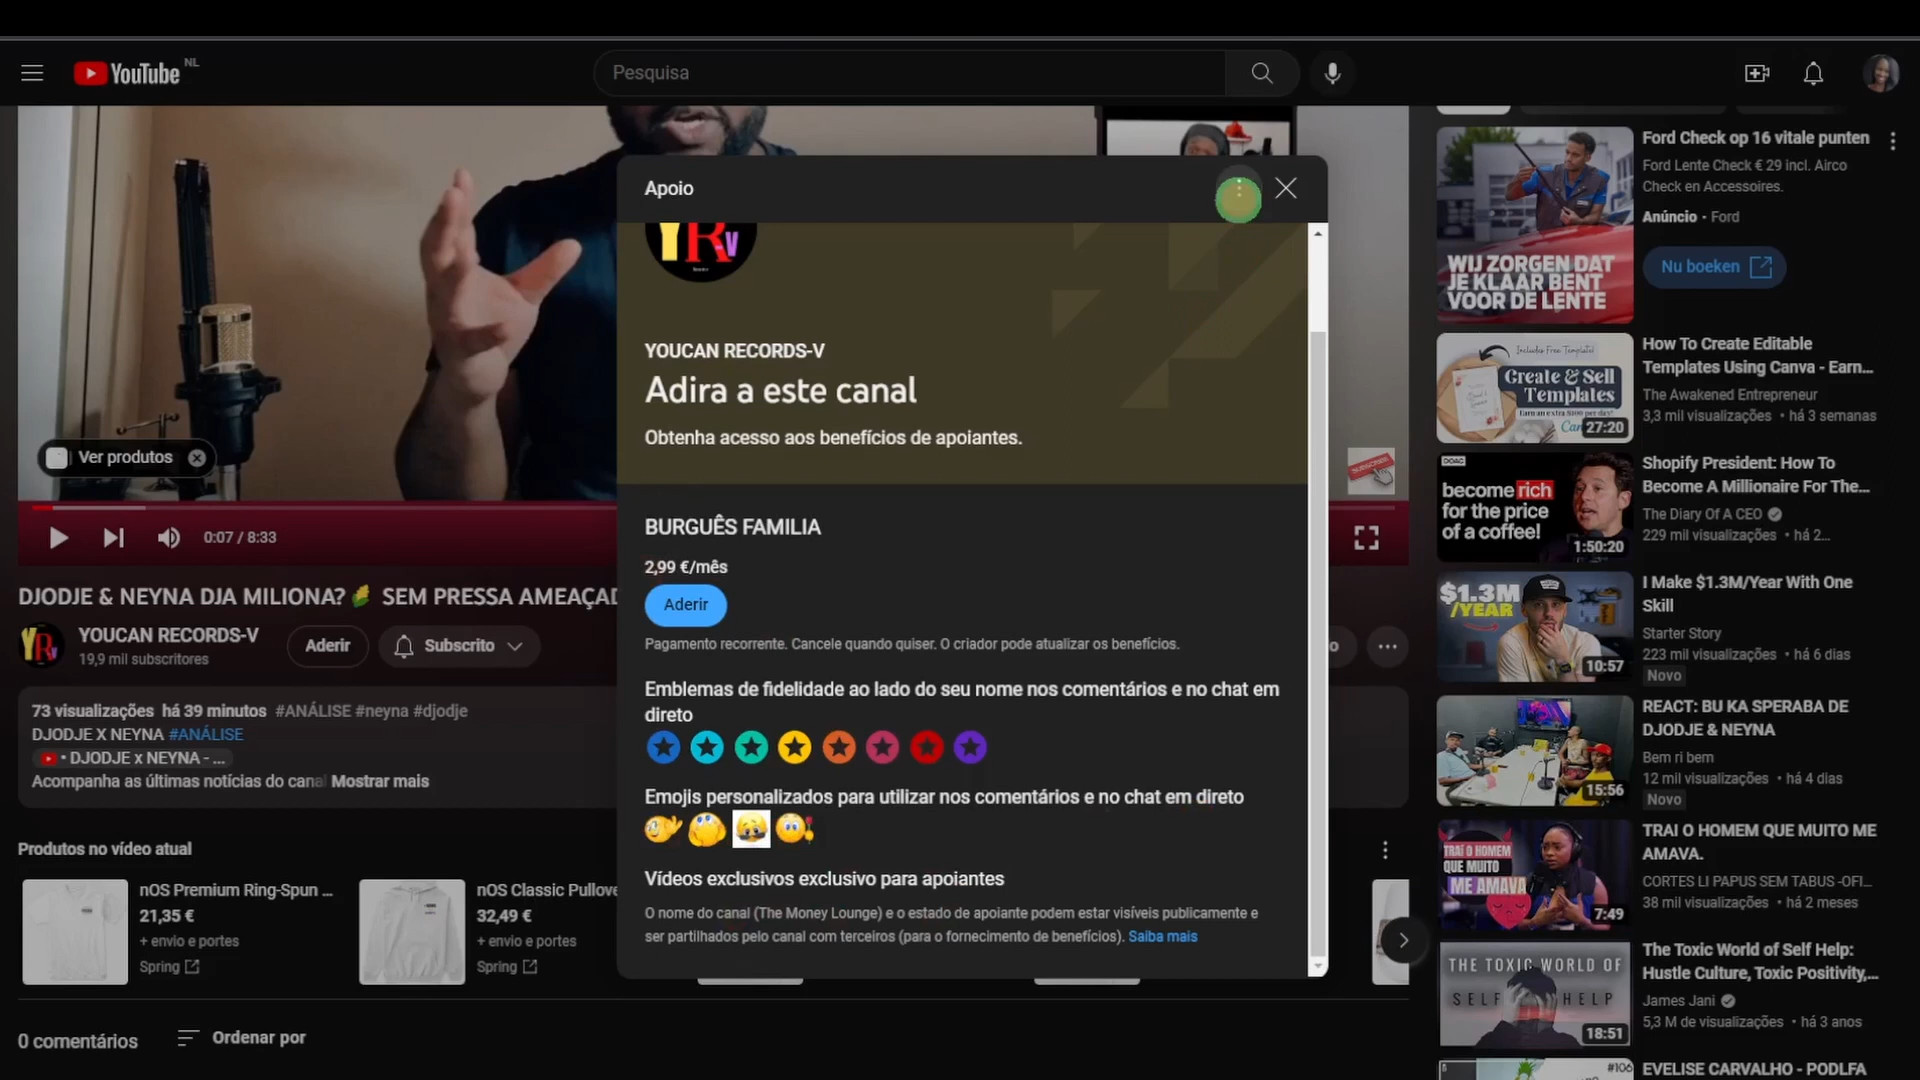 YouTube NL
Pesquisa
Apoio
YRV
YOUCAN RECORDS-V
Adira a este canal
Obtenha acesso aos benefícios de apoiantes.
BURGUÊS FAMILIA
2,99 €/mês
Aderir
Pagamento recorrente. Cancele quando quiser. O criador pode atualizar os benefícios.
Emblemas de fidelidade ao lado do seu nome nos comentários e no chat em
direto
Emojis personalizados para utilizar nos comentários e no chat em direto
Vídeos exclusivos exclusivo para apoiantes
O nome do canal (The Money Lounge) e o estado de apoiante podem estar visíveis publicamente e
ser partilhados pelo canal com terceiros (para o fornecimento de benefícios). Saiba mais
Ver produtos
SUBSCRIBE
0:07 / 8:33
DJODJE & NEYNA DJA MILIONA? SEM PRESSA AMEAÇAD
YRV
YOUCAN RECORDS-V
19,9 mil subscritores
Aderir
Subscrito
o
73 visualizações há 39 minutos #ANÁLISE #neyna #djodje
DJODJE X NEYNA #ANÁLISE
• DJODJE x NEYNA - ...
Acompanha as últimas notícias do canal Mostrar mais
Produtos no vídeo atual
nOS Premium Ring-Spun ...
21,35 €
+ envio e portes
Spring
nOS Classic Pullove
32,49 €
+ envio e portes
Spring
0 comentários
Ordenar por
WIJ ZORGEN DAT
JE KLAAR BENT
VOOR DE LENTE
Ford Check op 16 vitale punten
Ford Lente Check € 29 incl. Airco
Check en Accessoires.
Anúncio • Ford
Nu boeken
Includes Free Template!
Create & Sell
Templates
Earn an extra $000 per day!
Can
27:20
How To Create Editable
Templates Using Canva - Earn...
The Awakened Entrepreneur
3,3 mil visualizações • há 3 semanas
DOAC
become rich
for the price
of a coffee!
1:50:20
Shopify President: How To
Become A Millionaire For The...
The Diary Of A CEO
229 mil visualizações • há 2...
$1.3M
/YEAR
10:57
I Make $1.3M/Year With One
Skill
Starter Story
223 mil visualizações • há 6 dias
Novo
15:56
REACT: BU KA SPERABA DE
DJODJE & NEYNA
Bem ri bem
12 mil visualizações • há 4 dias
Novo
TRAÍ O HOMEM
QUE MUITO
ME AMAVA
7:49
TRAI O HOMEM QUE MUITO ME
AMAVA.
CORTES LI PAPUS SEM TABUS -OFI...
38 mil visualizações • há 2 meses
THE TOXIC WORLD OF
SELF HELP
18:51
The Toxic World of Self Help:
Hustle Culture, Toxic Positivity,...
James Jani
5,3 M de visualizações • há 3 anos
#106
EVELISE CARVALHO - PODLFA